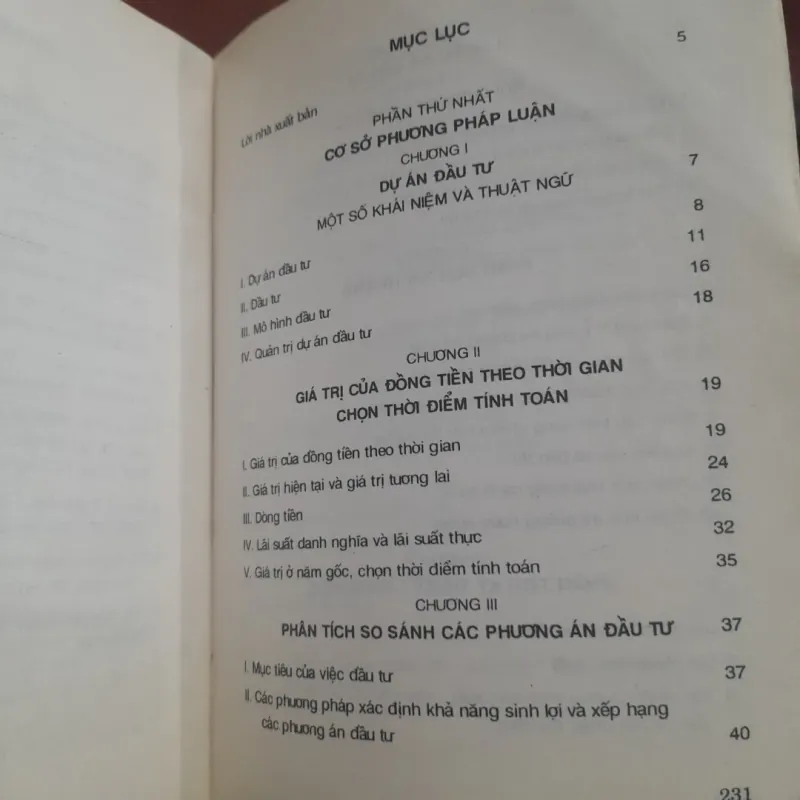 MỤC LỤC
Lời nhà xuất bản 5
PHẦN THỨ NHẤT
CƠ SỞ PHƯƠNG PHÁP LUẬN
CHƯƠNG I
DỰ ÁN ĐẦU TƯ 7
MỘT SỐ KHÁI NIỆM VÀ THUẬT NGỮ
I. Dự án đầu tư 8
II. Đầu tư 11
III. Mô hình đầu tư 16
IV. Quản trị dự án đầu tư 18
CHƯƠNG II
GIÁ TRỊ CỦA ĐỒNG TIỀN THEO THỜI GIAN
CHỌN THỜI ĐIỂM TÍNH TOÁN 19
I. Giá trị của đồng tiền theo thời gian 19
II. Giá trị hiện tại và giá trị tương lai 24
III. Dòng tiền 26
IV. Lãi suất danh nghĩa và lãi suất thực 32
V. Giá trị ở năm gốc, chọn thời điểm tính toán 35
CHƯƠNG III
PHÂN TÍCH SO SÁNH CÁC PHƯƠNG ÁN ĐẦU TƯ 37
I. Mục tiêu của việc đầu tư 37
II. Các phương pháp xác định khả năng sinh lợi và xếp hạng
các phương án đầu tư 40
231